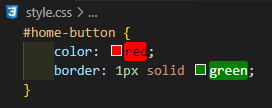 style.css > ...
#home-button {
color: red;
border: 1px solid green;
}